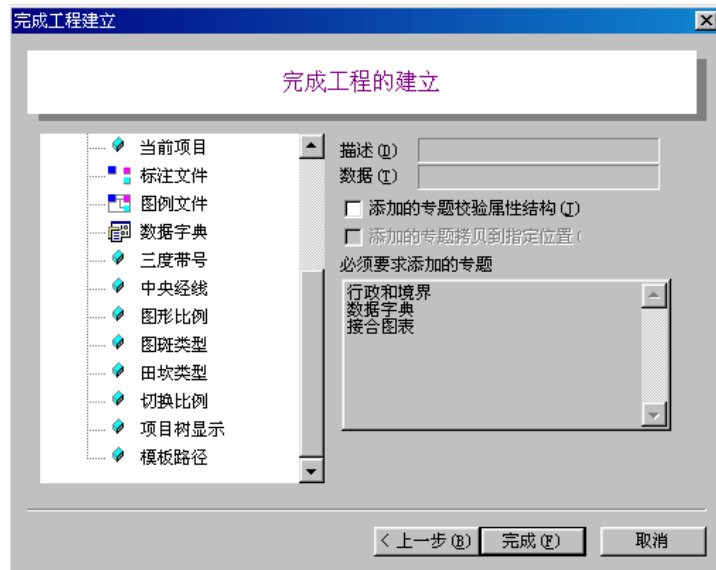 完成工程建立
完成工程的建立
当前项目
标注文件
图例文件
数据字典
三度带号
中央经线
图形比例
图斑类型
田坎类型
切换比例
项目树显示
模板路径
描述(D)
数据(T)
添加的专题校验属性结构(J)
添加的专题拷贝到指定位置(
必须要求添加的专题
行政和境界
数据字典
接合图表
< 上一步(B)
完成(F)
取消